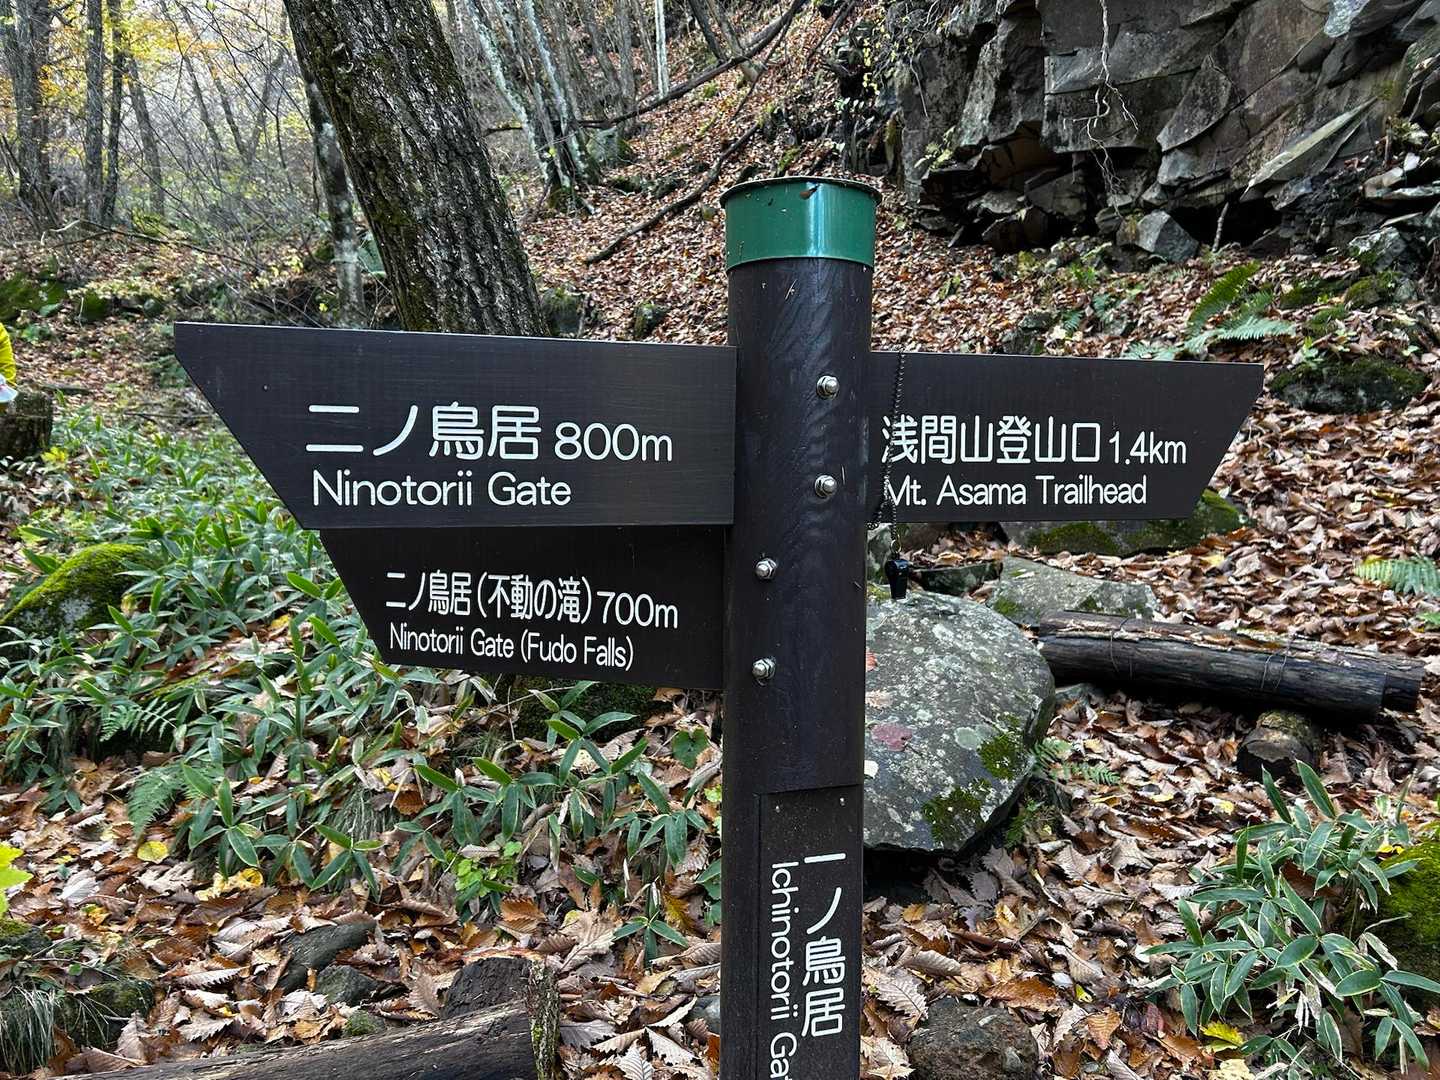 二ノ鳥居 800m
Ninotorii Gate
二ノ鳥居(不動の滝) 700m
Ninotorii Gate (Fudo Falls)
浅間山登山口 1.4km
Mt. Asama Trailhead
一ノ鳥居
Ichinotorii